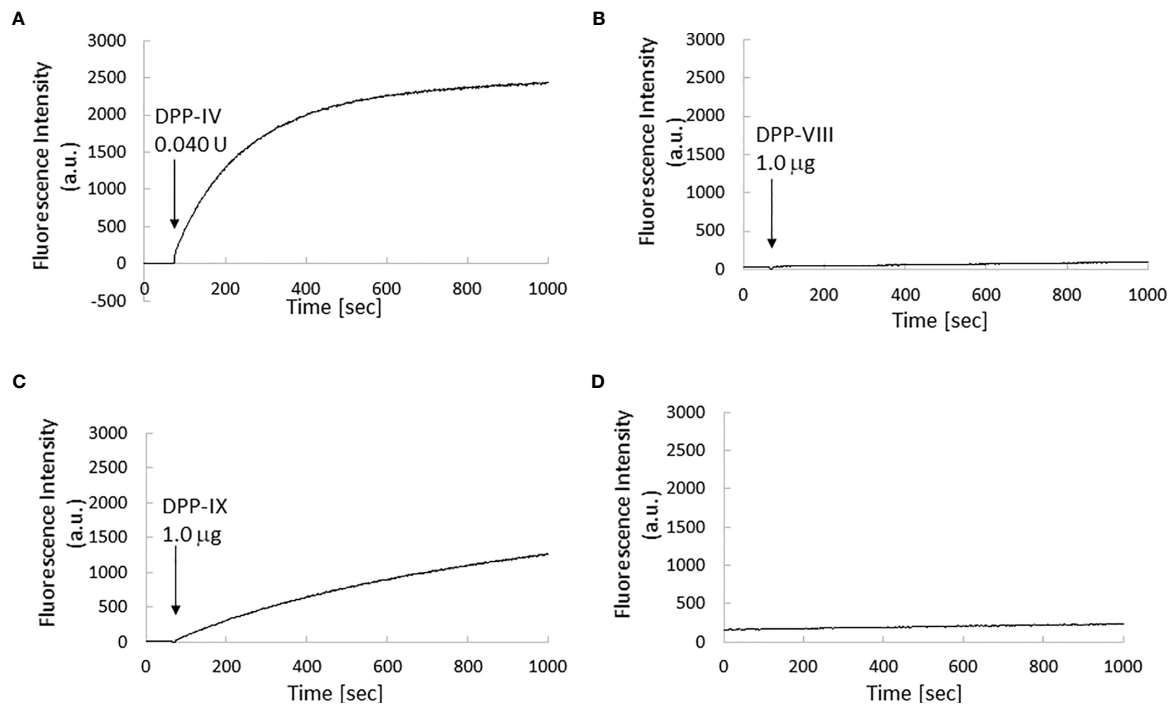 A
Fluorescence Intensity
(a.u.)
3000
2500
2000
1500
1000
500
0
-500
DPP-IV
0.040 U
0 200 400 600 800 1000
Time [sec]
B
Fluorescence Intensity
(a.u.)
3000
2500
2000
1500
1000
500
0
DPP-VIII
1.0 μg
0 200 400 600 800 1000
Time [sec]
C
Fluorescence Intensity
(a.u.)
3000
2500
2000
1500
1000
500
0
DPP-IX
1.0 μg
0 200 400 600 800 1000
Time [sec]
D
Fluorescence Intensity
(a.u.)
3000
2500
2000
1500
1000
500
0
0 200 400 600 800 1000
Time [sec]